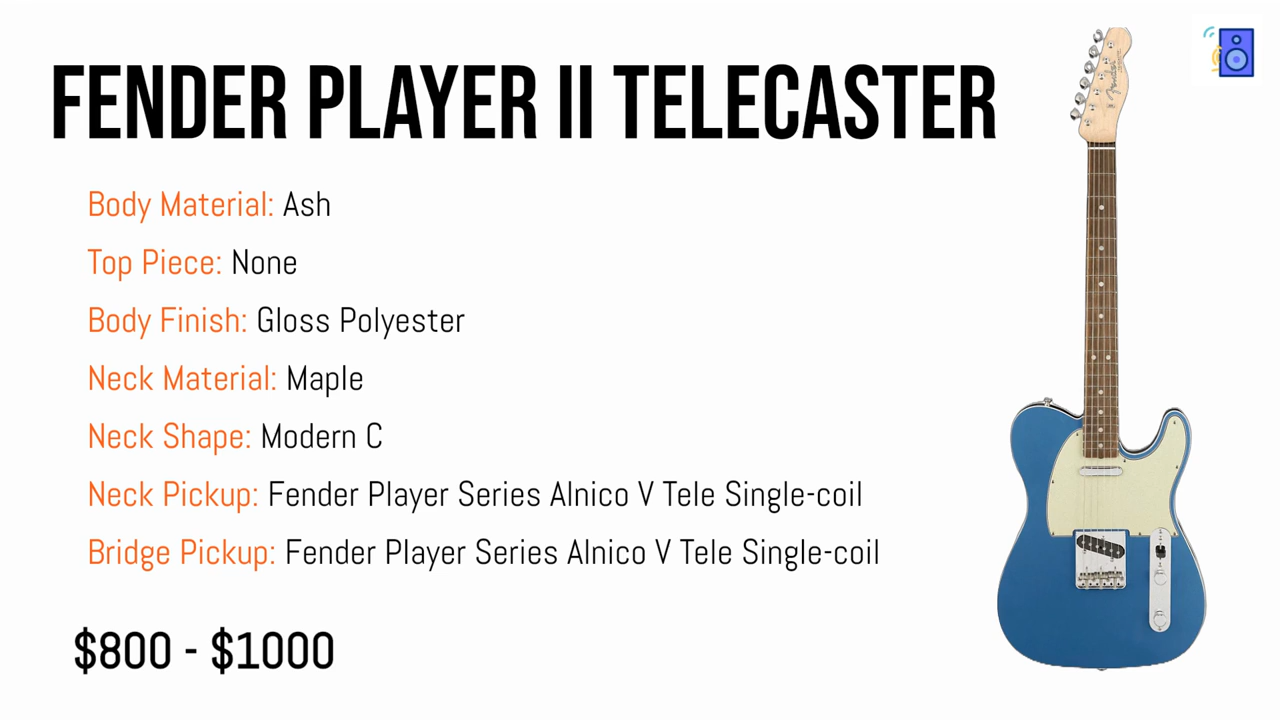 FENDER PLAYER II TELECASTER
Body Material: Ash
Top Piece: None
Body Finish: Gloss Polyester
Neck Material: Maple
Neck Shape: Modern C
Neck Pickup: Fender Player Series Alnico V Tele Single-coil
Bridge Pickup: Fender Player Series Alnico V Tele Single-coil
$800 - $1000
Fender